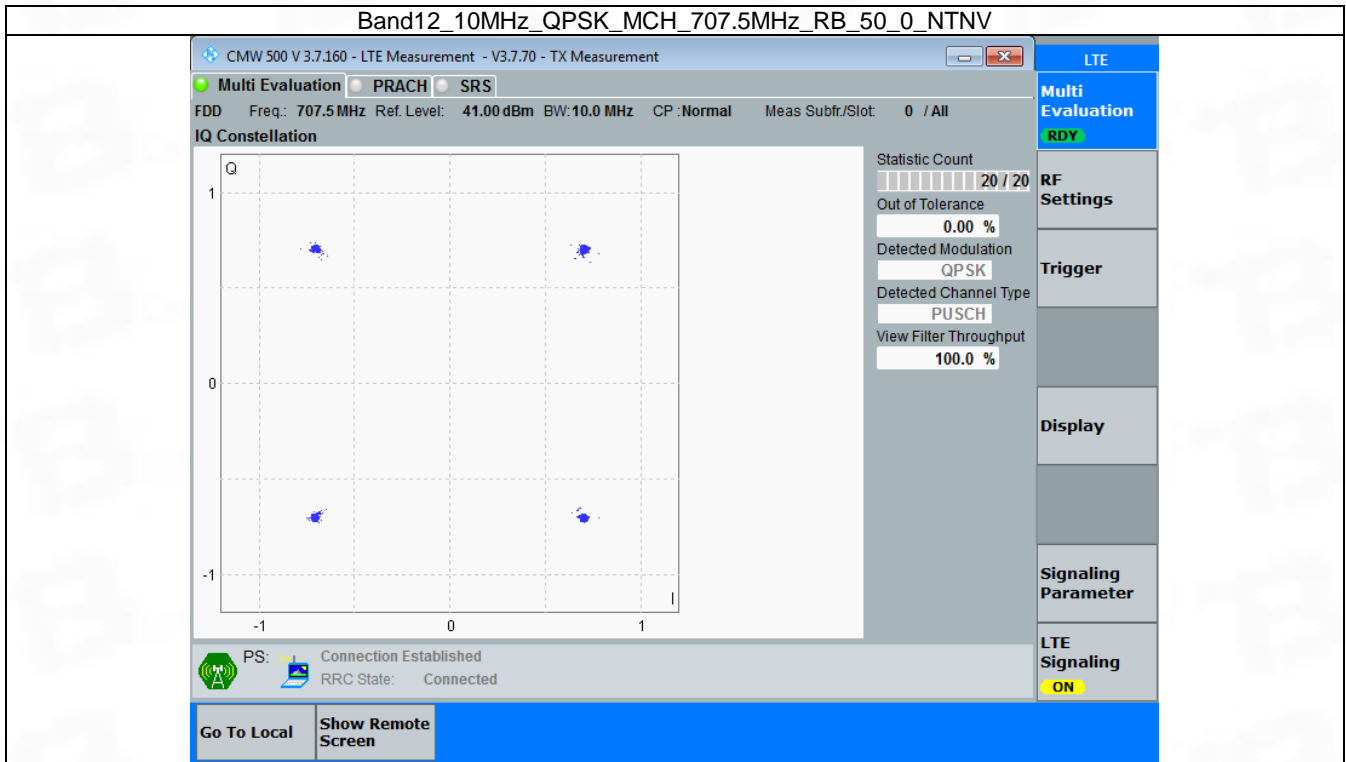 Band12_10MHz_QPSK_MCH_707.5MHz_RB_50_0_NTNV
CMW 500 V 3.7.160 - LTE Measurement - V3.7.70 - TX Measurement
LTE
Multi Evaluation PRACH SRS
FDD Freq.: 707.5 MHz Ref. Level: 41.00 dBm BW: 10.0 MHz CP : Normal Meas Subfr./Slot: 0 / All
IQ Constellation
Q
1
0
-1
I
-1 0 1
Statistic Count
20 / 20
Out of Tolerance
0.00 %
Detected Modulation
QPSK
Detected Channel Type
PUSCH
View Filter Throughput
100.0 %
Multi
Evaluation
RDY
RF
Settings
Trigger
Display
Signaling
Parameter
LTE
Signaling
ON
PS:
Connection Established
RRC State: Connected
Go To Local
Show Remote
Screen